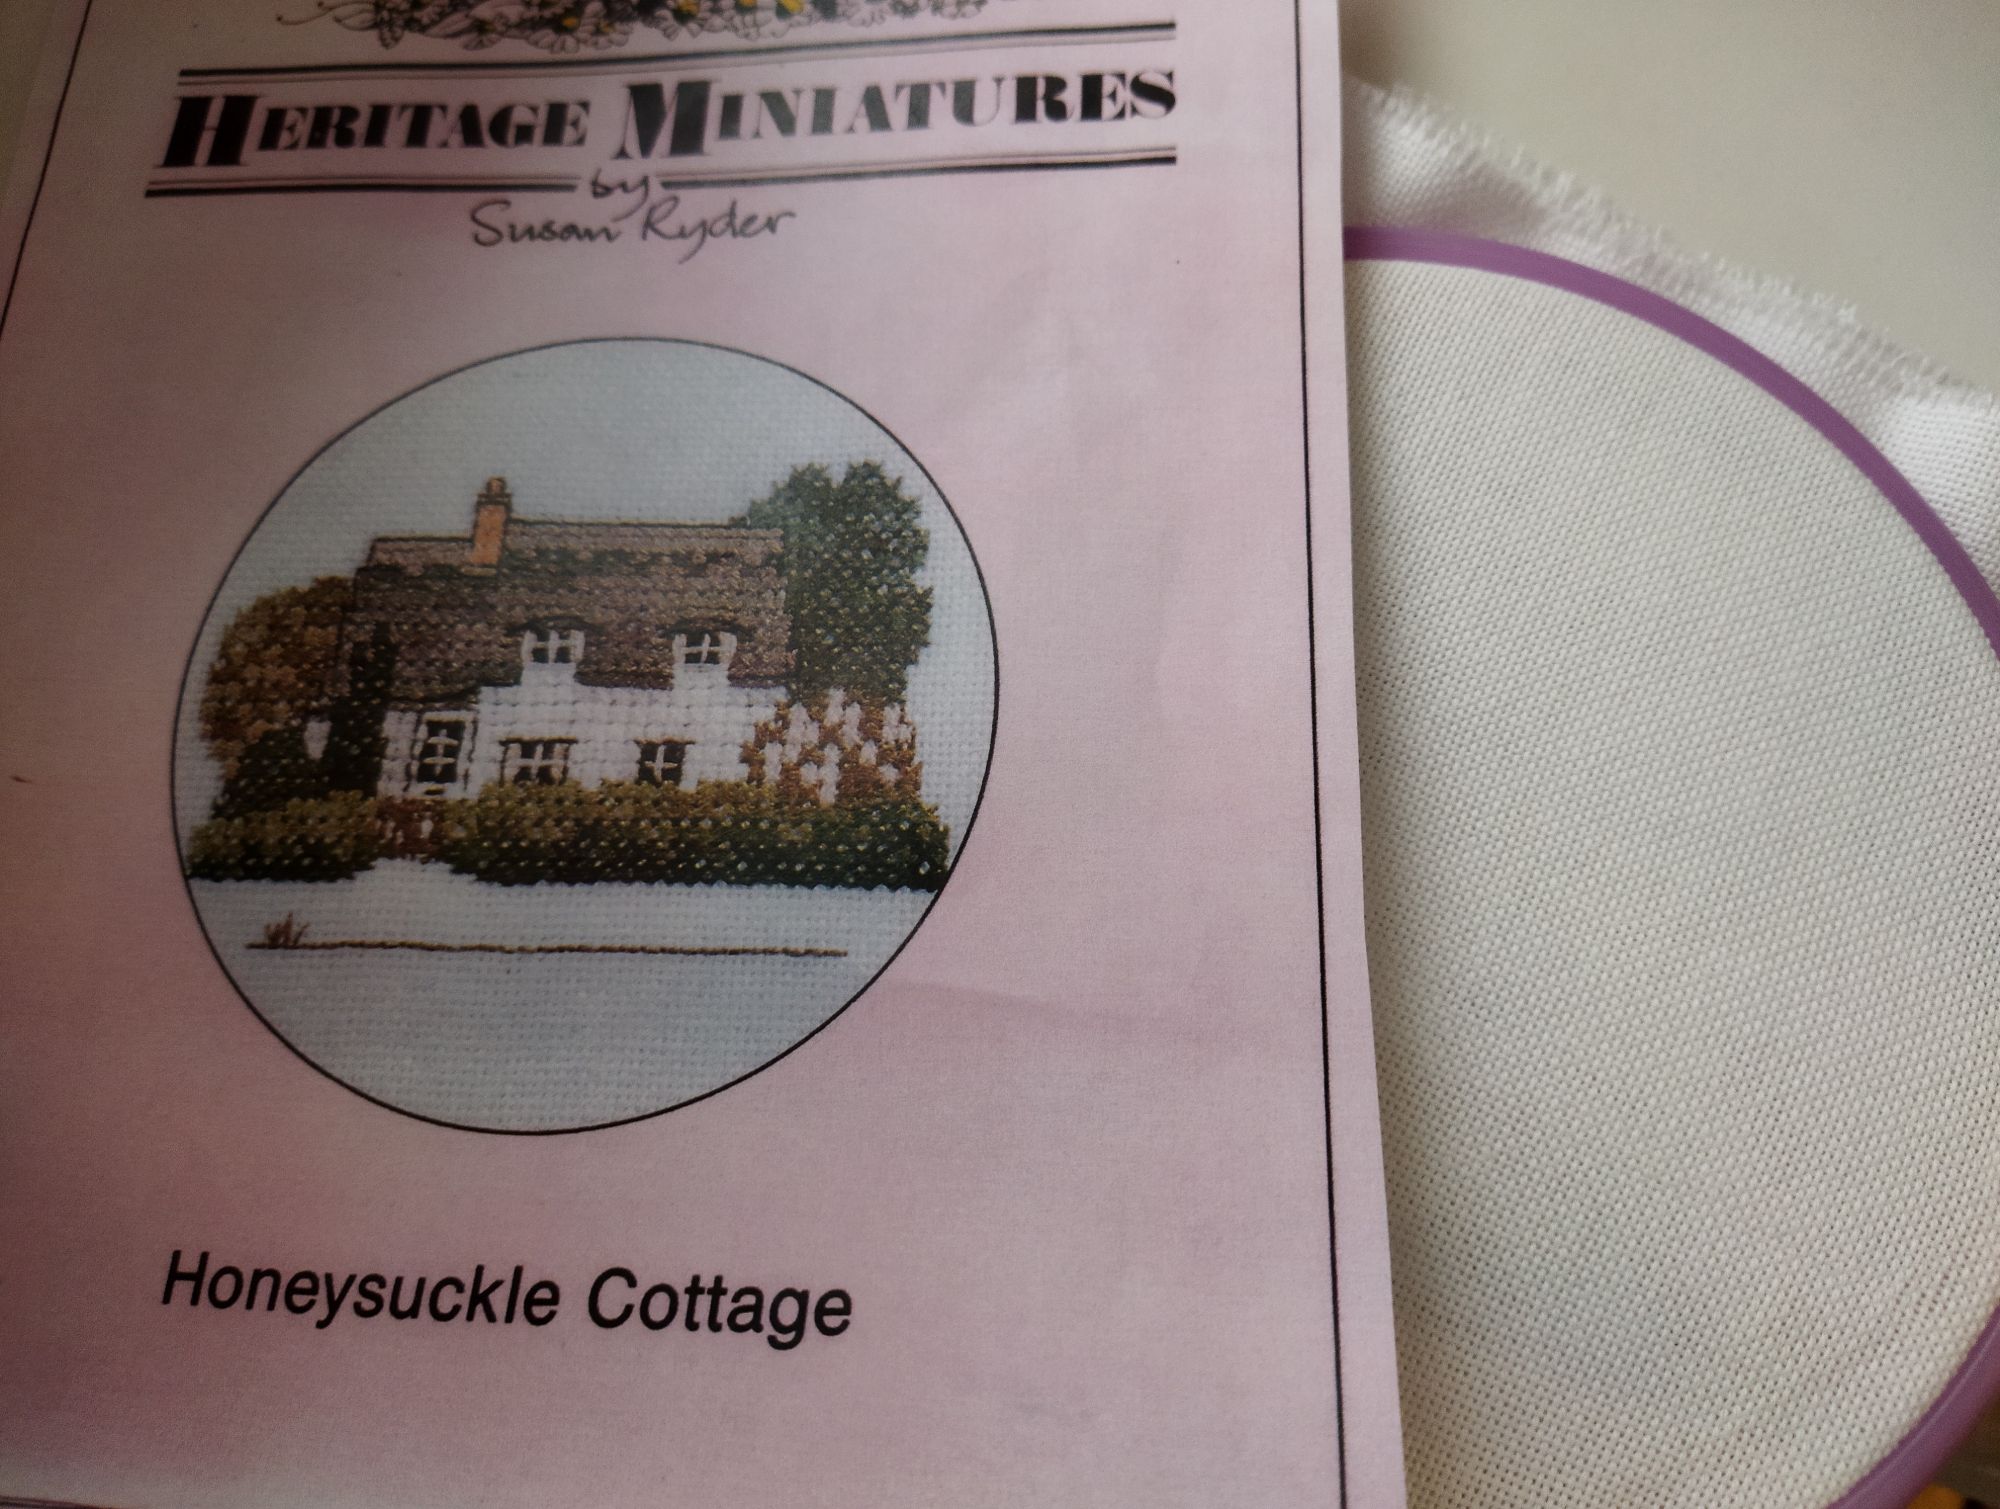 HERITAGE MINIATURES
by
Susan Ryder
Honeysuckle Cottage